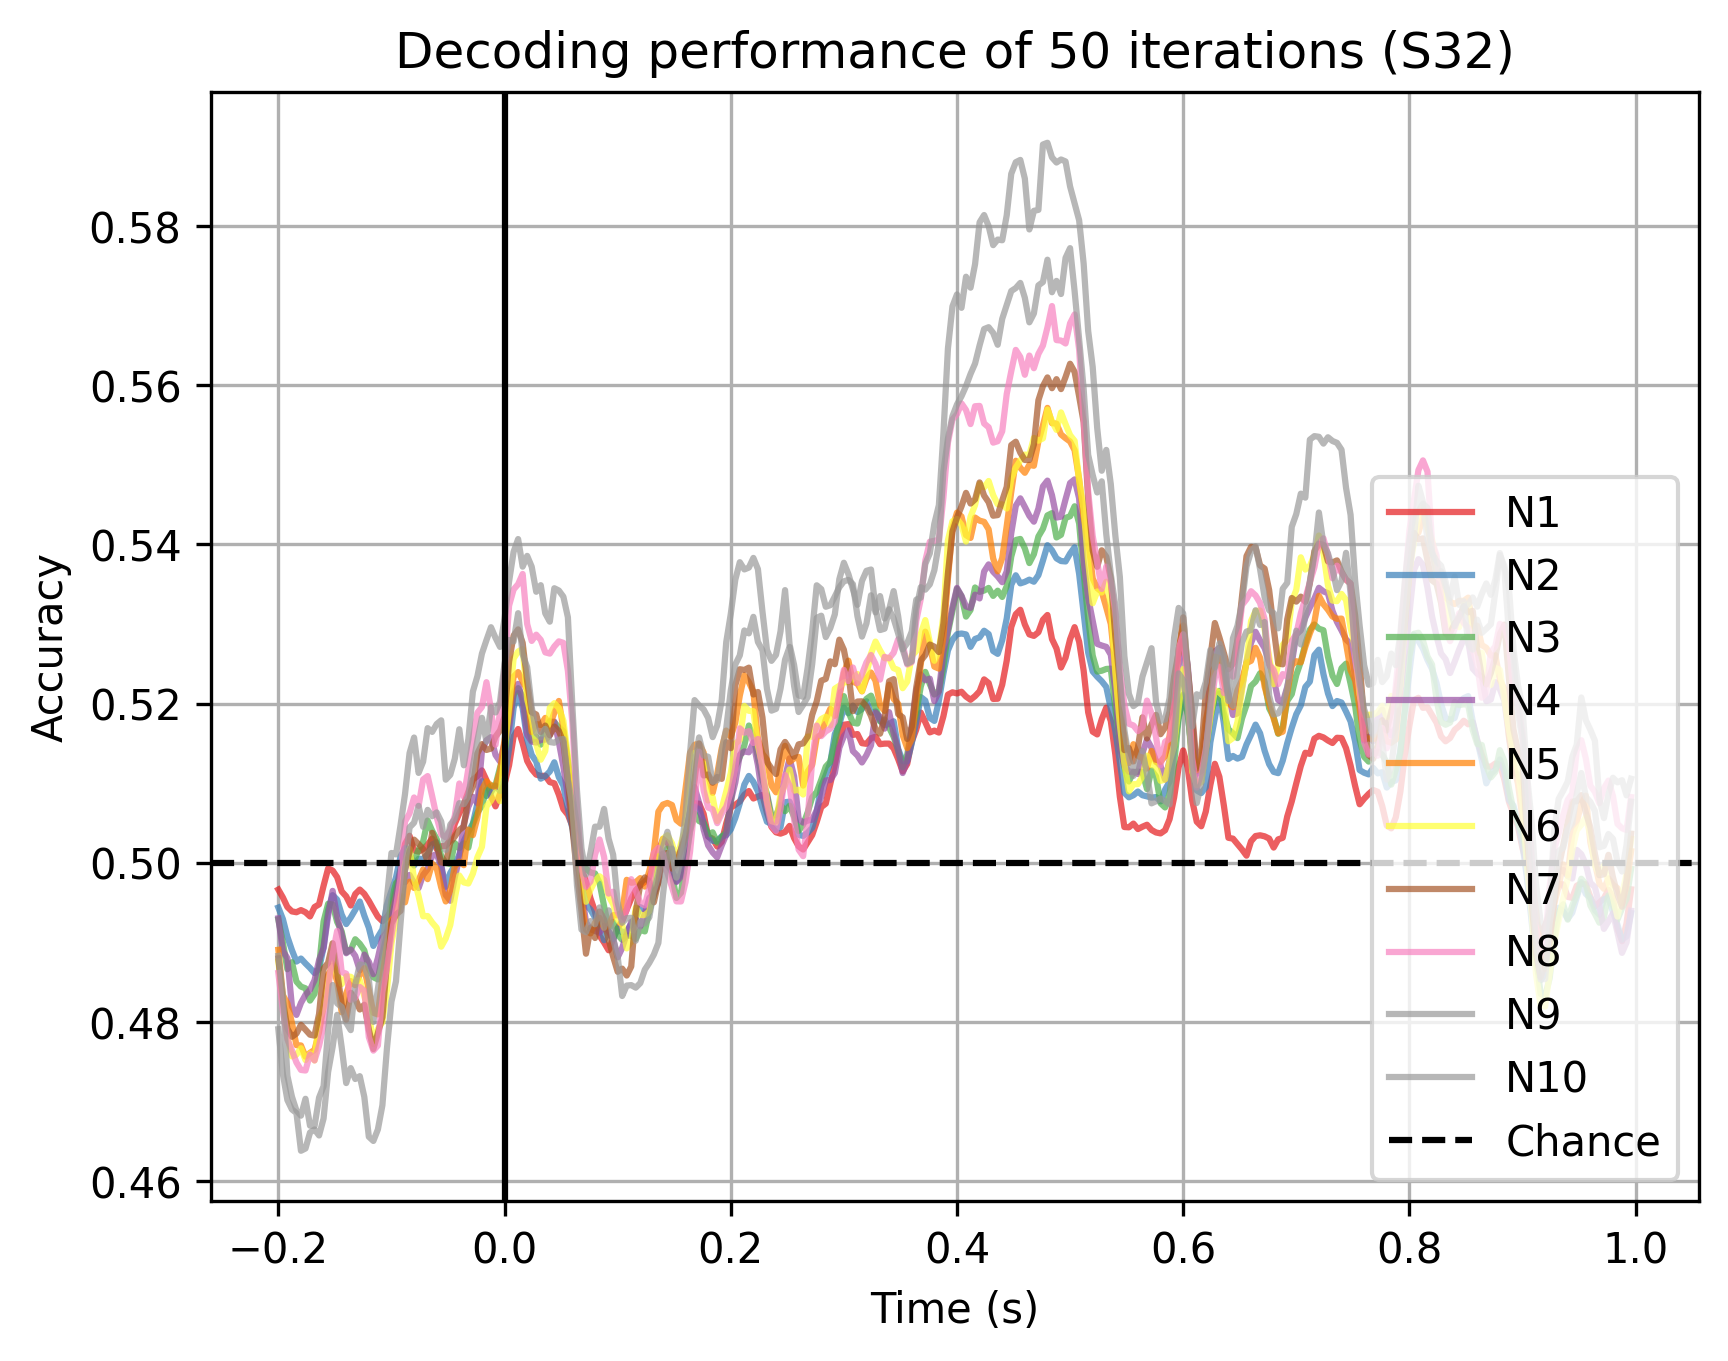 Decoding performance of 50 iterations (S32)
Accuracy
0.58
0.56
0.54
0.52
0.50
0.48
0.46
N1
N2
N3
N4
N5
N6
N7
N8
N9
N10
Chance
−0.2
0.0
0.2
0.4
0.6
0.8
1.0
Time (s)